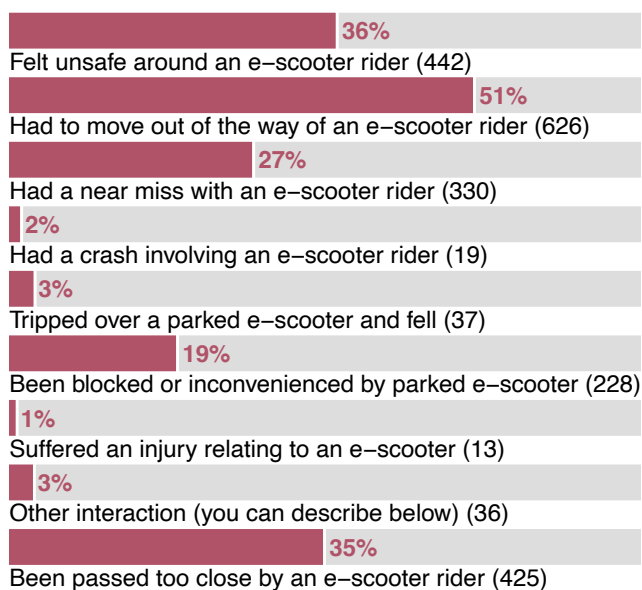 36%
Felt unsafe around an e−scooter rider (442)
51%
Had to move out of the way of an e−scooter rider (626)
27%
Had a near miss with an e−scooter rider (330)
2%
Had a crash involving an e−scooter rider (19)
3%
Tripped over a parked e−scooter and fell (37)
19%
Been blocked or inconvenienced by parked e−scooter (228)
1%
Suffered an injury relating to an e−scooter (13)
3%
Other interaction (you can describe below) (36)
35%
Been passed too close by an e−scooter rider (425)